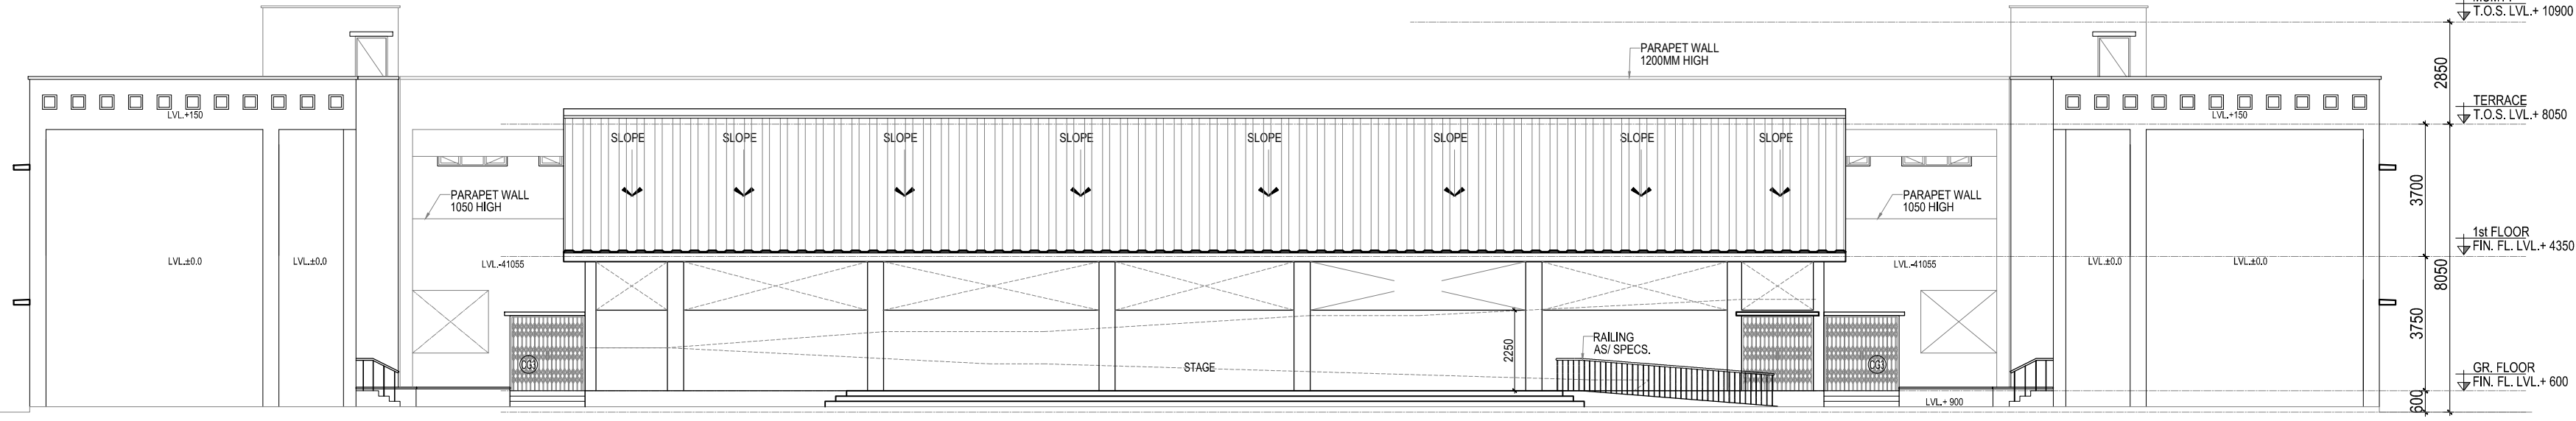 T.O.S. LVL.+ 10900
PARAPET WALL
1200MM HIGH
2850
TERRACE
T.O.S. LVL.+ 8050
LVL.+150
LVL.+150
SLOPE
SLOPE
SLOPE
SLOPE
SLOPE
SLOPE
SLOPE
SLOPE
PARAPET WALL
1050 HIGH
PARAPET WALL
1050 HIGH
3700
1st FLOOR
FIN. FL. LVL.+ 4350
LVL.±0.0
LVL.±0.0
LVL.-41055
LVL.-41055
LVL.±0.0
LVL.±0.0
8050
3750
2250
RAILING
AS/ SPECS.
STAGE
DG3
DG3
GR. FLOOR
FIN. FL. LVL.+ 600
LVL.+ 900
600